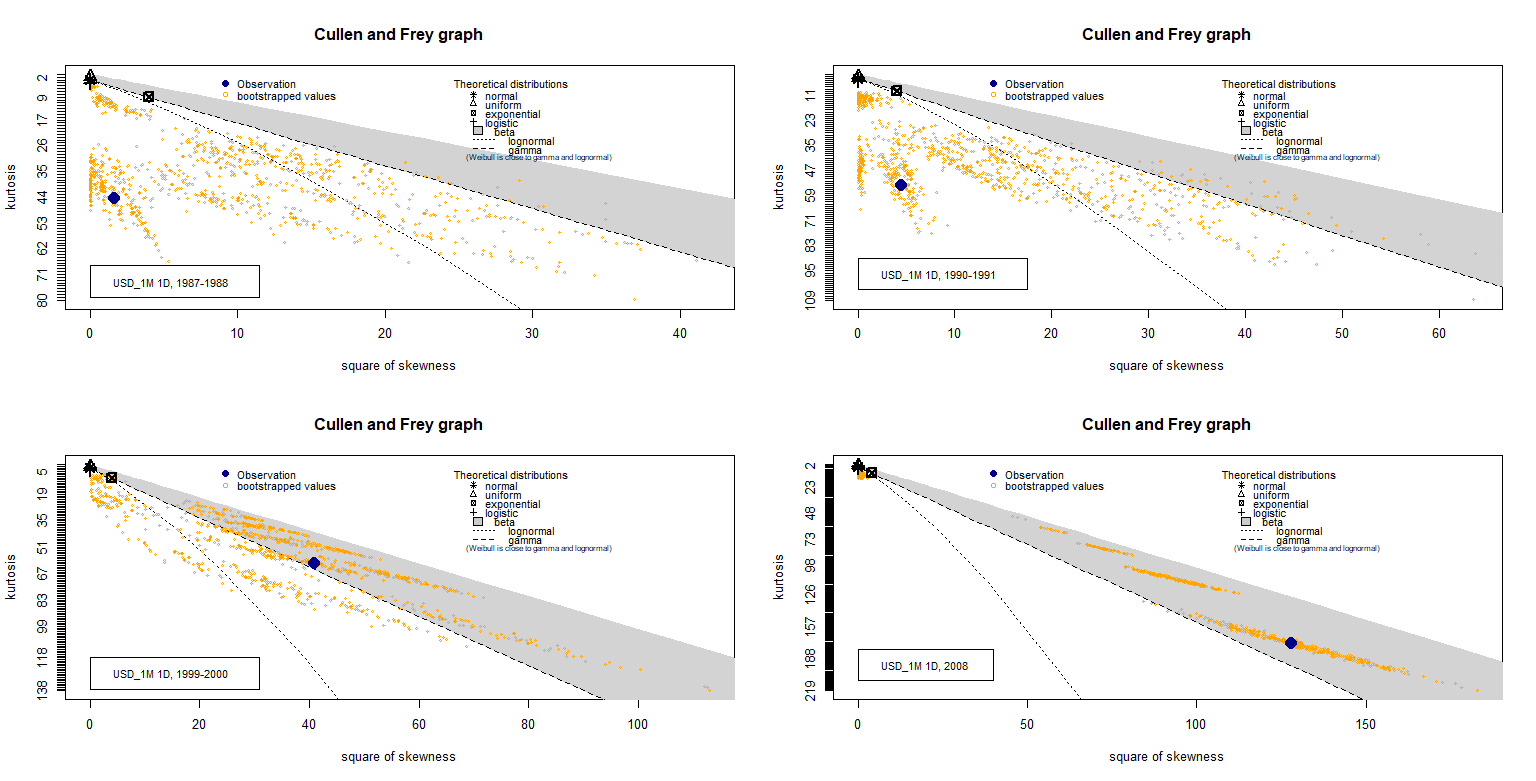 Cullen and Frey graph
Observation
bootstrapped values
Theoretical distributions
normal
uniform
exponential
logistic
beta
lognormal
gamma
(Weibull is close to gamma and lognormal)
kurtosis
2
9
17
26
35
44
53
62
71
80
USD_1M 1D, 1987-1988
0 10 20 30 40
square of skewness
Cullen and Frey graph
Observation
bootstrapped values
Theoretical distributions
normal
uniform
exponential
logistic
beta
lognormal
gamma
(Weibull is close to gamma and lognormal)
kurtosis
11
23
35
47
59
71
83
95
109
USD_1M 1D, 1990-1991
0 10 20 30 40 50 60
square of skewness
Cullen and Frey graph
Observation
bootstrapped values
Theoretical distributions
normal
uniform
exponential
logistic
beta
lognormal
gamma
(Weibull is close to gamma and lognormal)
kurtosis
5
19
35
51
67
83
99
118
138
USD_1M 1D, 1999-2000
0 20 40 60 80 100
square of skewness
Cullen and Frey graph
Observation
bootstrapped values
Theoretical distributions
normal
uniform
exponential
logistic
beta
lognormal
gamma
(Weibull is close to gamma and lognormal)
kurtosis
2
23
48
73
98
126
157
188
219
USD_1M 1D, 2008
0 50 100 150
square of skewness